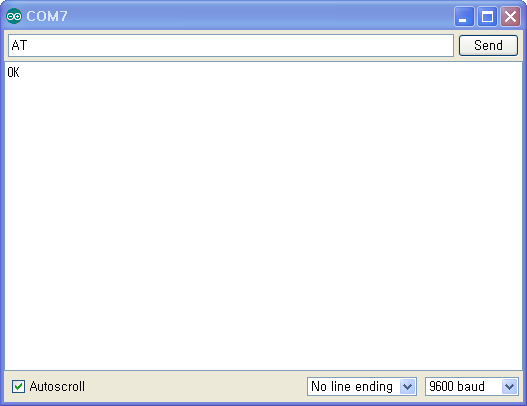 COM7
AT
Send
OK
Autoscroll
No line ending
9600 baud